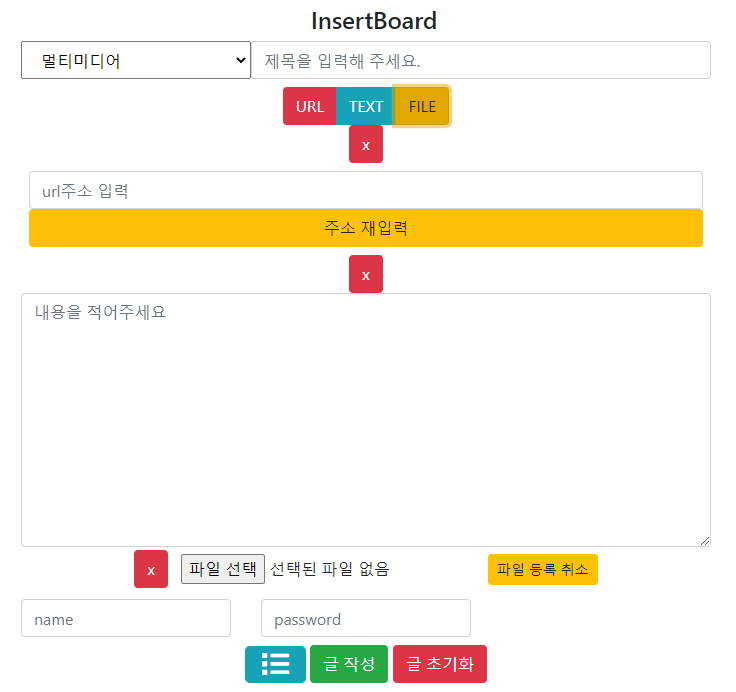 InsertBoard
멀티미디어 제목을 입력해 주세요.
URL TEXT FILE
x
url주소 입력
주소 재입력
x
내용을 적어주세요
x 파일 선택 선택된 파일 없음 파일 등록 취소
name password
글 작성 글 초기화